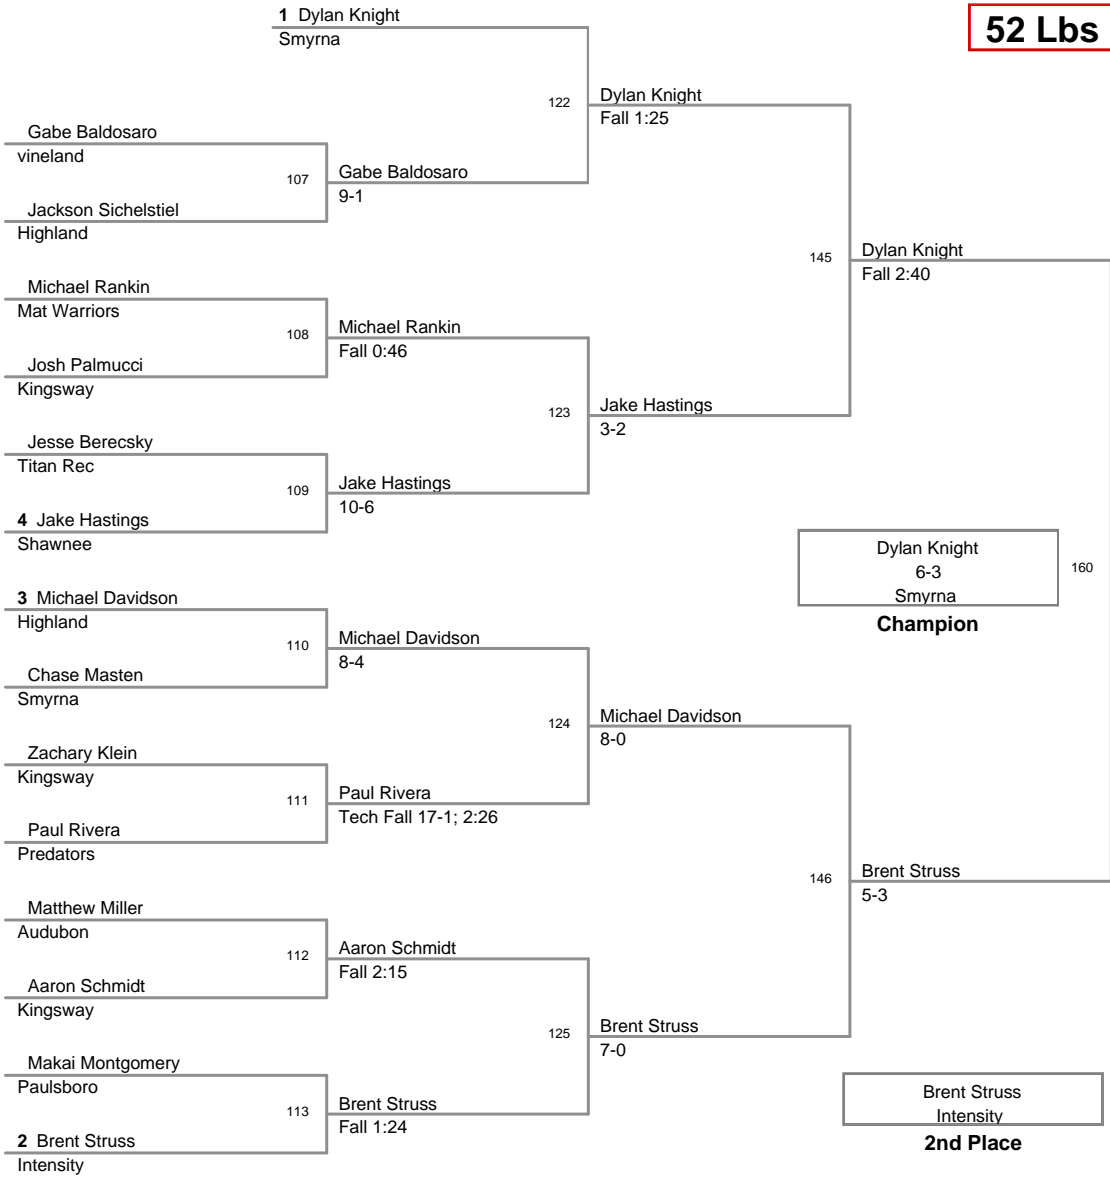 1 Dylan Knight
Smyrna
52 Lbs
122
Dylan Knight
Fall 1:25
Gabe Baldosaro
vineland
107
Gabe Baldosaro
9-1
Jackson Sichelstiel
Highland
145
Dylan Knight
Fall 2:40
Michael Rankin
Mat Warriors
108
Michael Rankin
Fall 0:46
Josh Palmucci
Kingsway
123
Jake Hastings
3-2
Jesse Berecsky
Titan Rec
109
Jake Hastings
10-6
4 Jake Hastings
Shawnee
Dylan Knight
6-3
Smyrna
160
Champion
3 Michael Davidson
Highland
110
Michael Davidson
8-4
Chase Masten
Smyrna
124
Michael Davidson
8-0
Zachary Klein
Kingsway
111
Paul Rivera
Tech Fall 17-1; 2:26
Paul Rivera
Predators
146
Brent Struss
5-3
Matthew Miller
Audubon
112
Aaron Schmidt
Fall 2:15
Aaron Schmidt
Kingsway
125
Brent Struss
7-0
Makai Montgomery
Paulsboro
113
Brent Struss
Fall 1:24
2 Brent Struss
Intensity
Brent Struss
Intensity
2nd Place